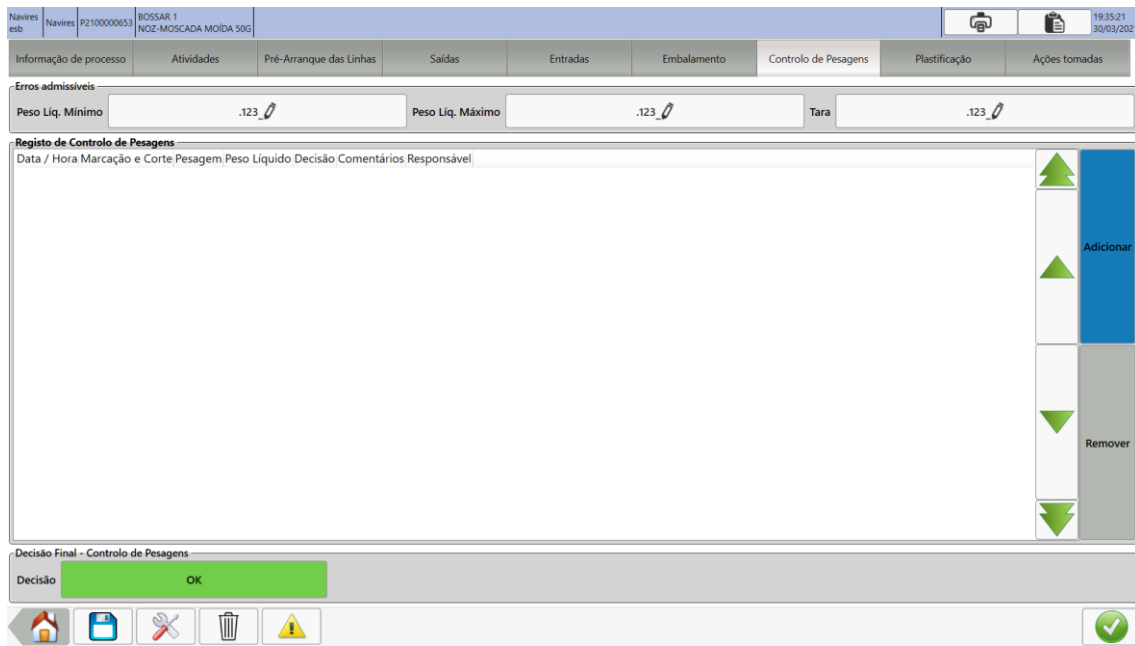 Navires
esb
Navires
P2100000653
BOSSAR 1
NOZ-MOSCADA MOÍDA 50G
19:35:21
30/03/202
Informação de processo
Atividades
Pré-Arranque das Linhas
Saídas
Entradas
Embalamento
Controlo de Pesagens
Plastificação
Ações tomadas
Erros admissíveis
Peso Líq. Mínimo
.123_
Peso Líq. Máximo
.123_
Tara
.123_
Registo de Controlo de Pesagens
Data / Hora Marcação e Corte Pesagem Peso Líquido Decisão Comentários Responsável
Adicionar
Remover
Decisão Final - Controlo de Pesagens
Decisão
OK